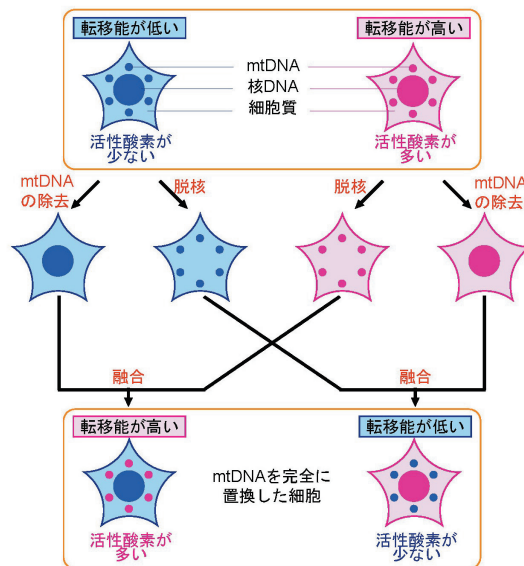 転移能が低い
転移能が高い
mtDNA
核DNA
細胞質
活性酸素が
少ない
活性酸素が
多い
mtDNA
の除去
脱核
脱核
mtDNA
の除去
融合
融合
転移能が高い
転移能が低い
mtDNAを完全に
置換した細胞
活性酸素が
多い
活性酸素が
少ない